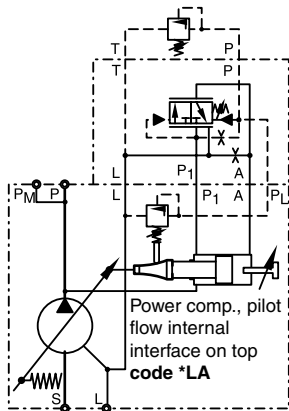 T P
T P
L P1 A
PM P L P1 A PL
Power comp., pilot
flow internal
interface on top
code *LA
S L